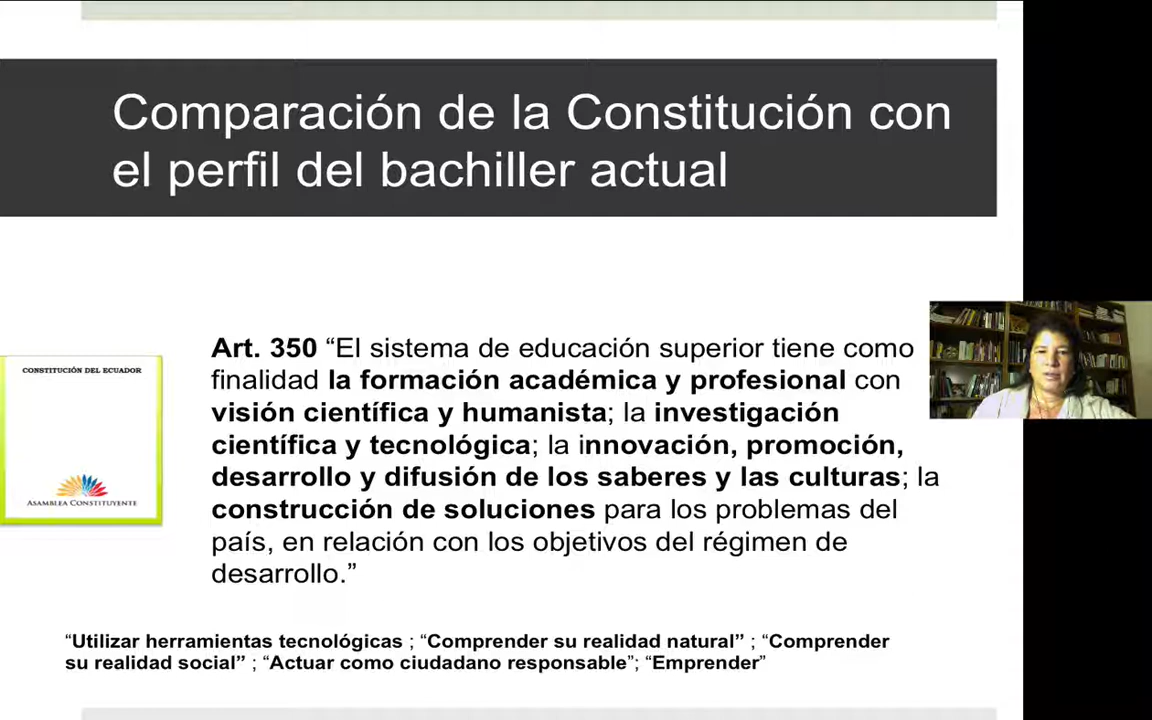 Comparación de la Constitución con
el perfil del bachiller actual
CONSTITUCIÓN DEL ECUADOR
ASAMBLEA CONSTITUYENTE
Art. 350 “El sistema de educación superior tiene como
finalidad la formación académica y profesional con
visión científica y humanista; la investigación
científica y tecnológica; la innovación, promoción,
desarrollo y difusión de los saberes y las culturas; la
construcción de soluciones para los problemas del
país, en relación con los objetivos del régimen de
desarrollo.”
“Utilizar herramientas tecnológicas ; “Comprender su realidad natural” ; “Comprender
su realidad social” ; “Actuar como ciudadano responsable”; “Emprender”